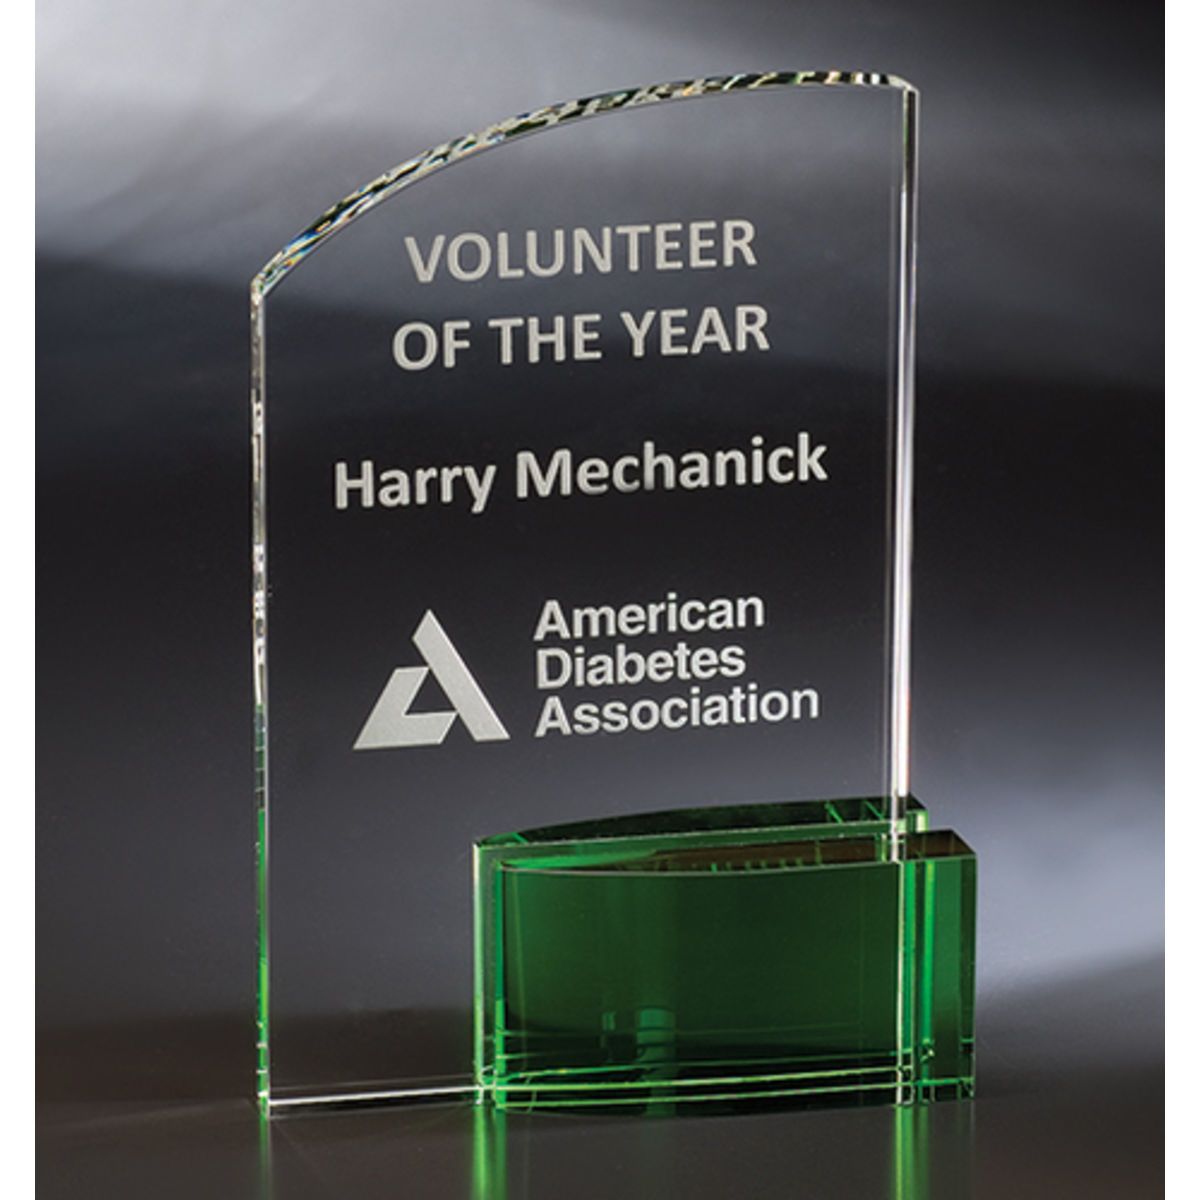 VOLUNTEER
OF THE YEAR
Harry Mechanick
American
Diabetes
Association